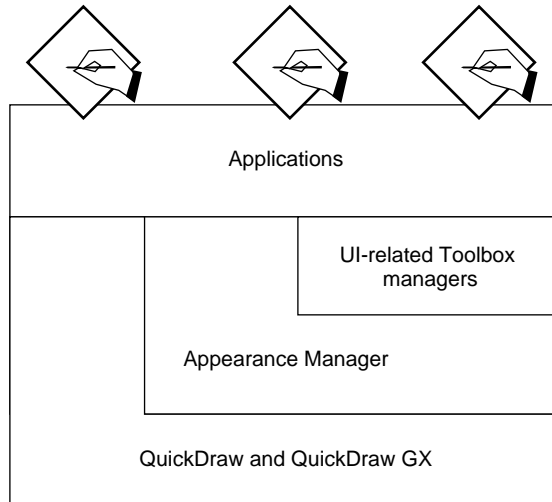 Applications
UI-related Toolbox
managers
Appearance Manager
QuickDraw and QuickDraw GX